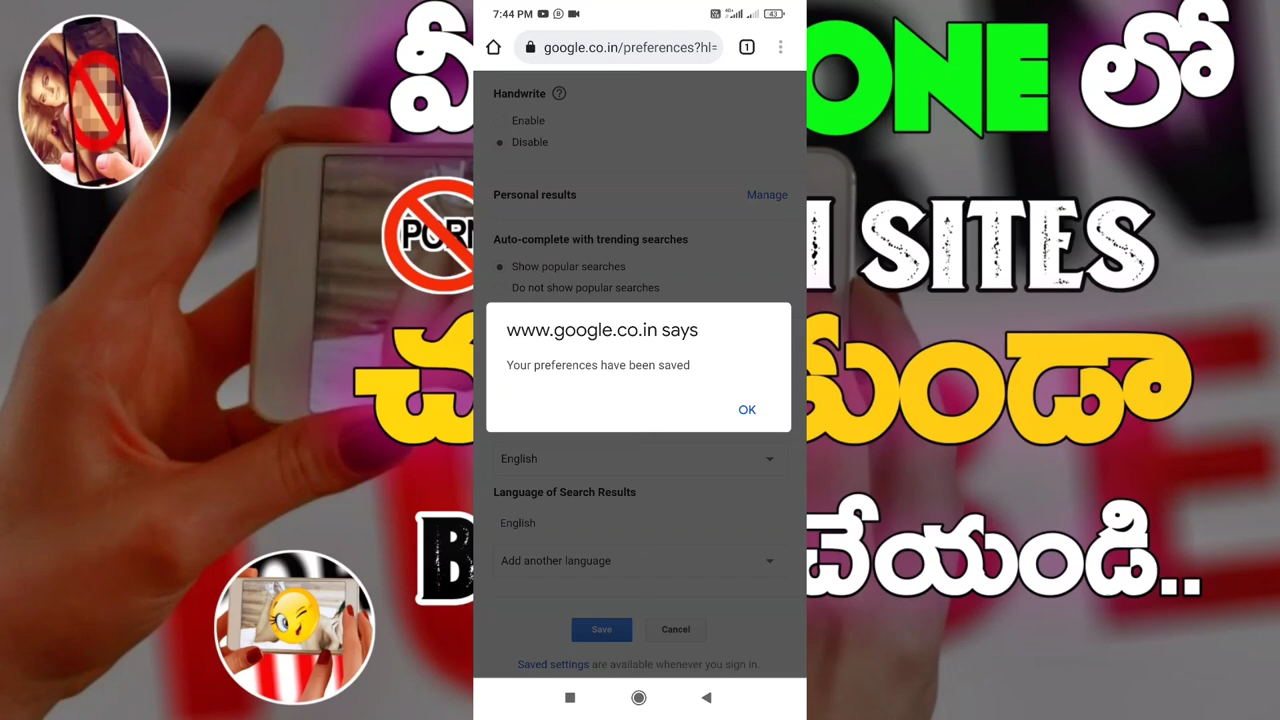 7:44 PM
43
google.co.in/preferences?hl=
1
Handwrite
Enable
Disable
Personal results Manage
Auto-complete with trending searches
Show popular searches
Do not show popular searches
www.google.co.in says
Your preferences have been saved
OK
English
Language of Search Results
English
Add another language
Save Cancel
Saved settings are available whenever you sign in.
ONE లో
PORN
SITES
చ
కుండా
B
చేయండి..